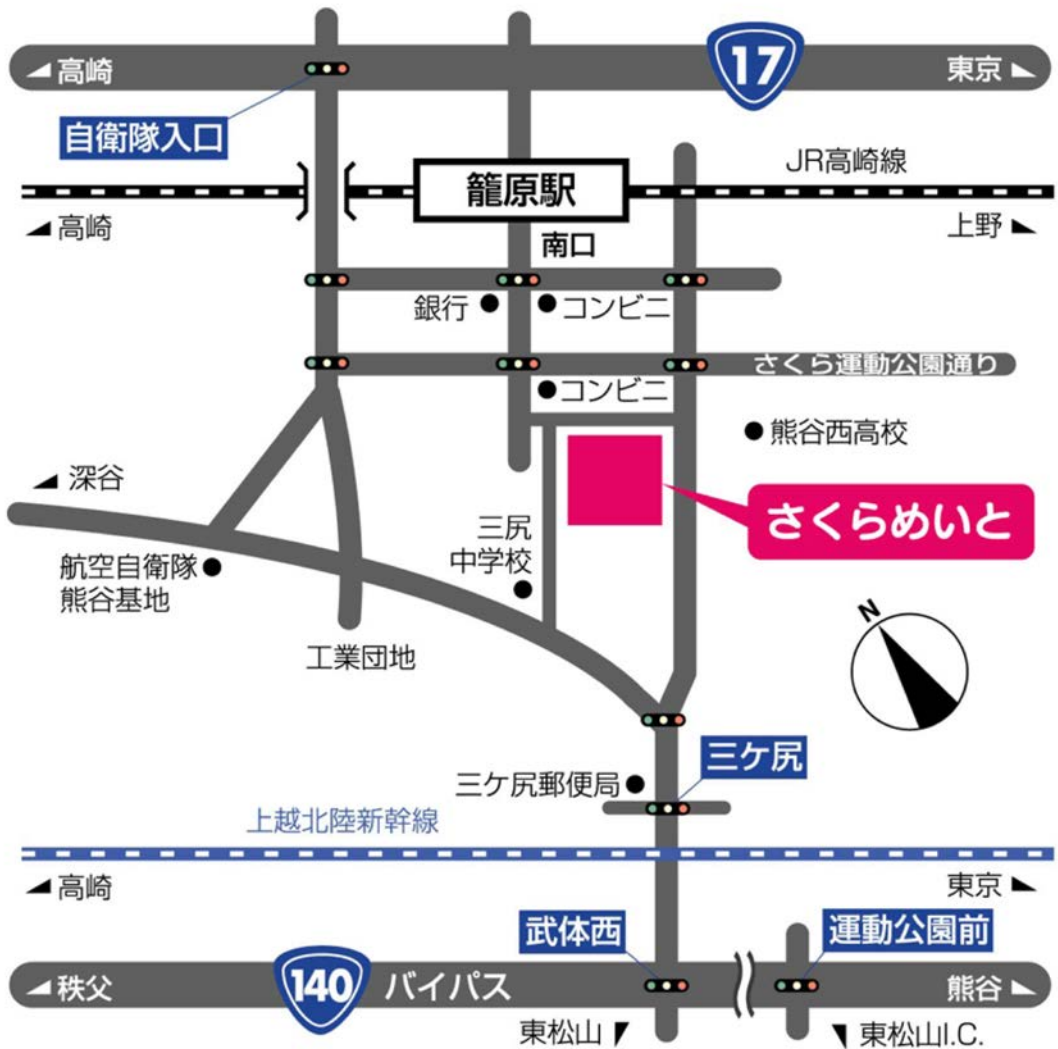 高崎
17
東京
自衛隊入口
JR高崎線
籠原駅
高崎
南口
上野
銀行
コンビニ
さくら運動公園通り
コンビニ
熊谷西高校
深谷
さくらめいと
三尻
中学校
航空自衛隊
熊谷基地
N
工業団地
三ケ尻
三ケ尻郵便局
上越北陸新幹線
高崎
東京
武体西
運動公園前
秩父
140
バイパス
熊谷
東松山
東松山I.C.